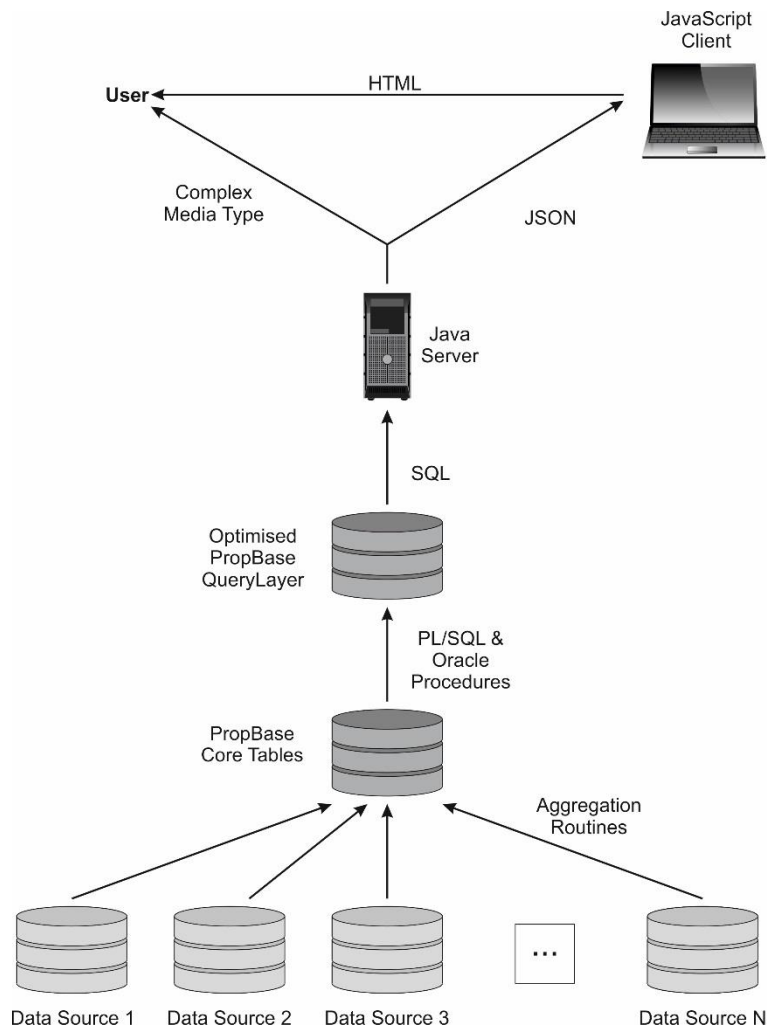 JavaScript
Client
User
HTML
Complex
Media Type
JSON
Java
Server
SQL
Optimised
PropBase
QueryLayer
PL/SQL &
Oracle
Procedures
PropBase
Core Tables
Aggregation
Routines
...
Data Source 1
Data Source 2
Data Source 3
Data Source N